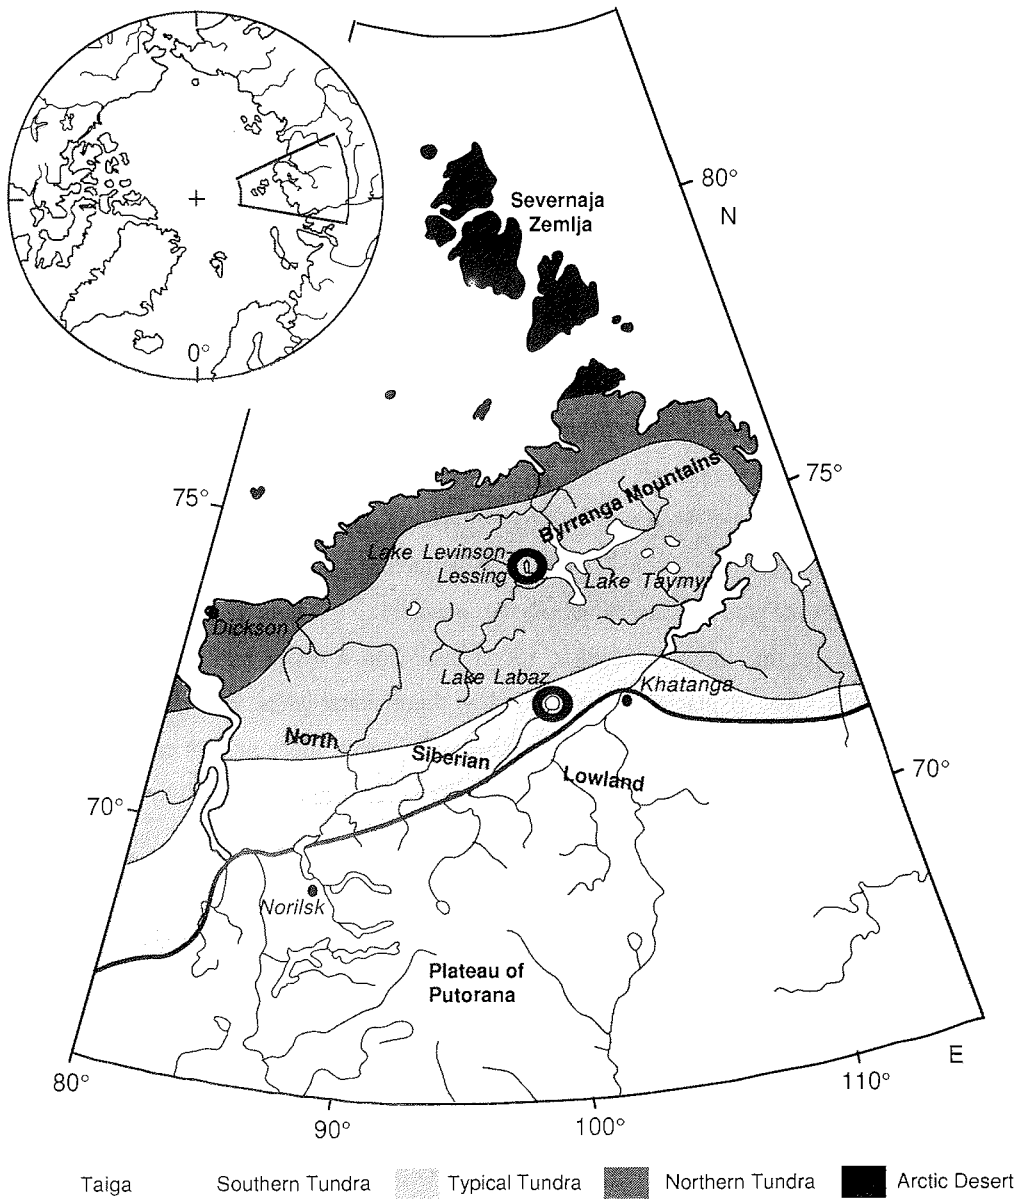 80°
N
Severnaja
Zemlja
0°
75°
75°
Byrranga Mountains
Lake Levinson-
Lessing
Lake Taymyr
Dickson
Lake Labaz
Khatanga
North
Siberian
Lowland
70°
70°
Norilsk
Plateau of
Putorana
E
80°
110°
90°
100°
Taiga
Southern Tundra
Typical Tundra
Northern Tundra
Arctic Desert